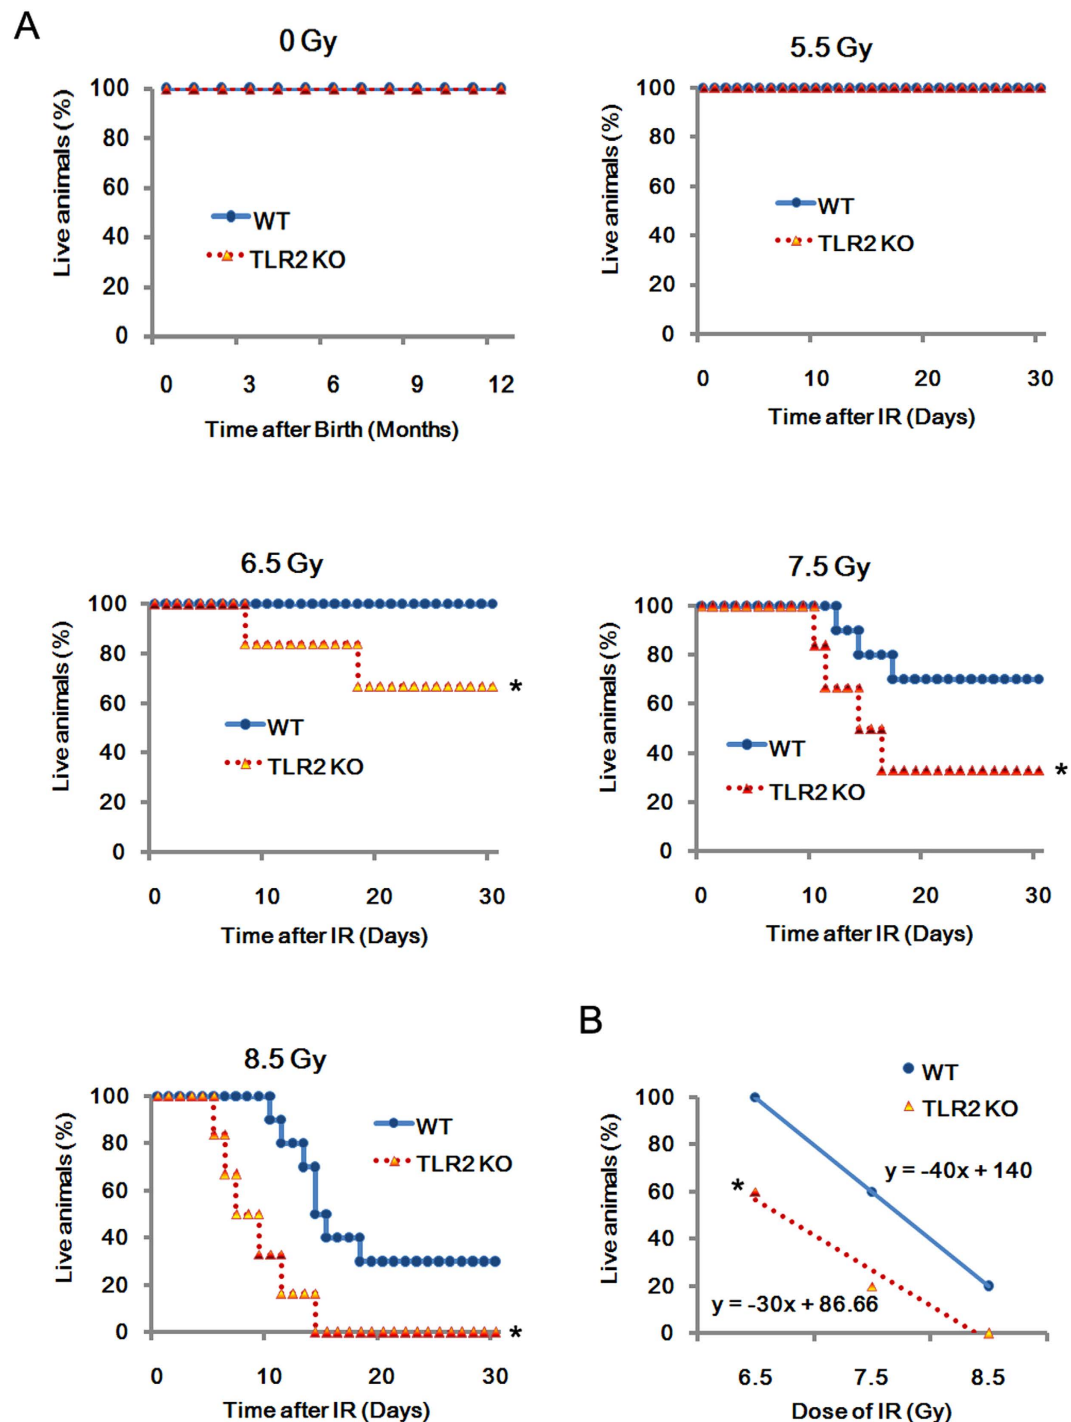 A
0 Gy
Live animals (%)
100
80
60
40
20
0
WT
TLR2 KO
0 3 6 9 12
Time after Birth (Months)
5.5 Gy
Live animals (%)
100
80
60
40
20
0
WT
TLR2 KO
0 10 20 30
Time after IR (Days)
6.5 Gy
Live animals (%)
100
80
60
40
20
0
WT
TLR2 KO
*
0 10 20 30
Time after IR (Days)
7.5 Gy
Live animals (%)
100
80
60
40
20
0
WT
TLR2 KO
*
0 10 20 30
Time after IR (Days)
8.5 Gy
Live animals (%)
100
80
60
40
20
0
WT
TLR2 KO
*
0 10 20 30
Time after IR (Days)
B
WT
TLR2 KO
Live animals (%)
100
80
60
40
20
0
y = -40x + 140
*
y = -30x + 86.66
6.5 7.5 8.5
Dose of IR (Gy)